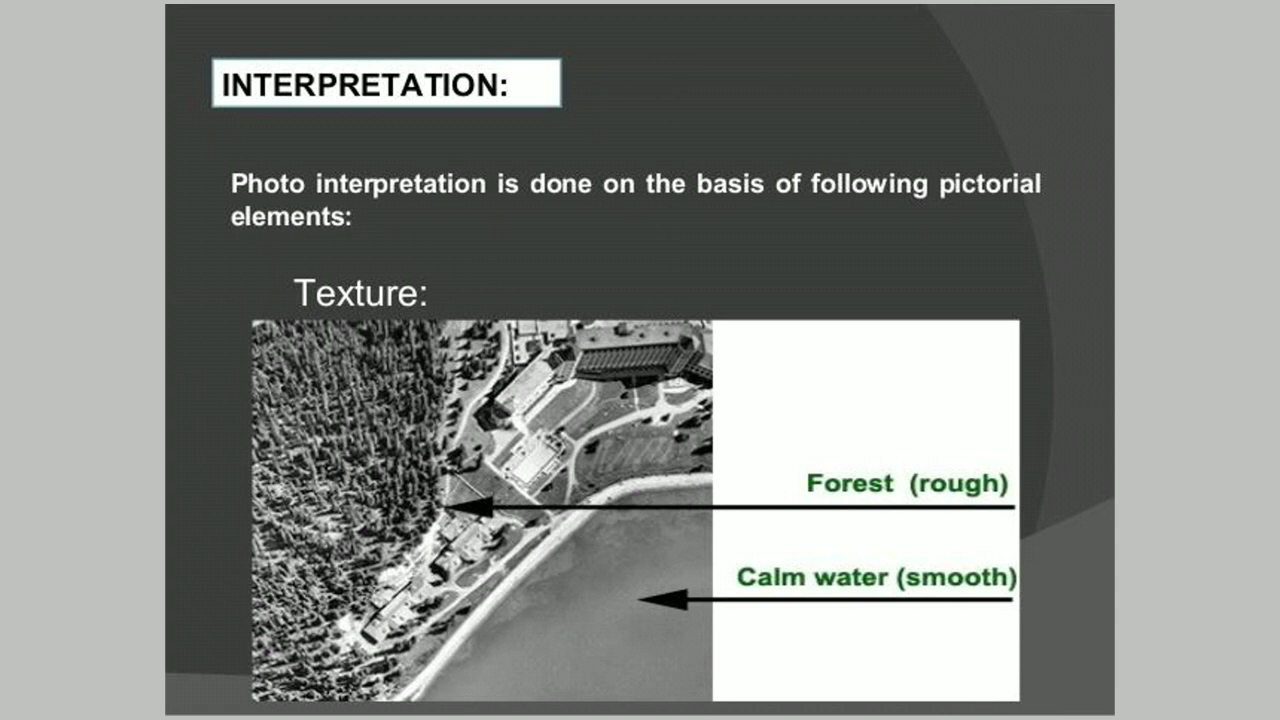 INTERPRETATION:
Photo interpretation is done on the basis of following pictorial
elements:
Texture:
Forest (rough)
Calm water (smooth)